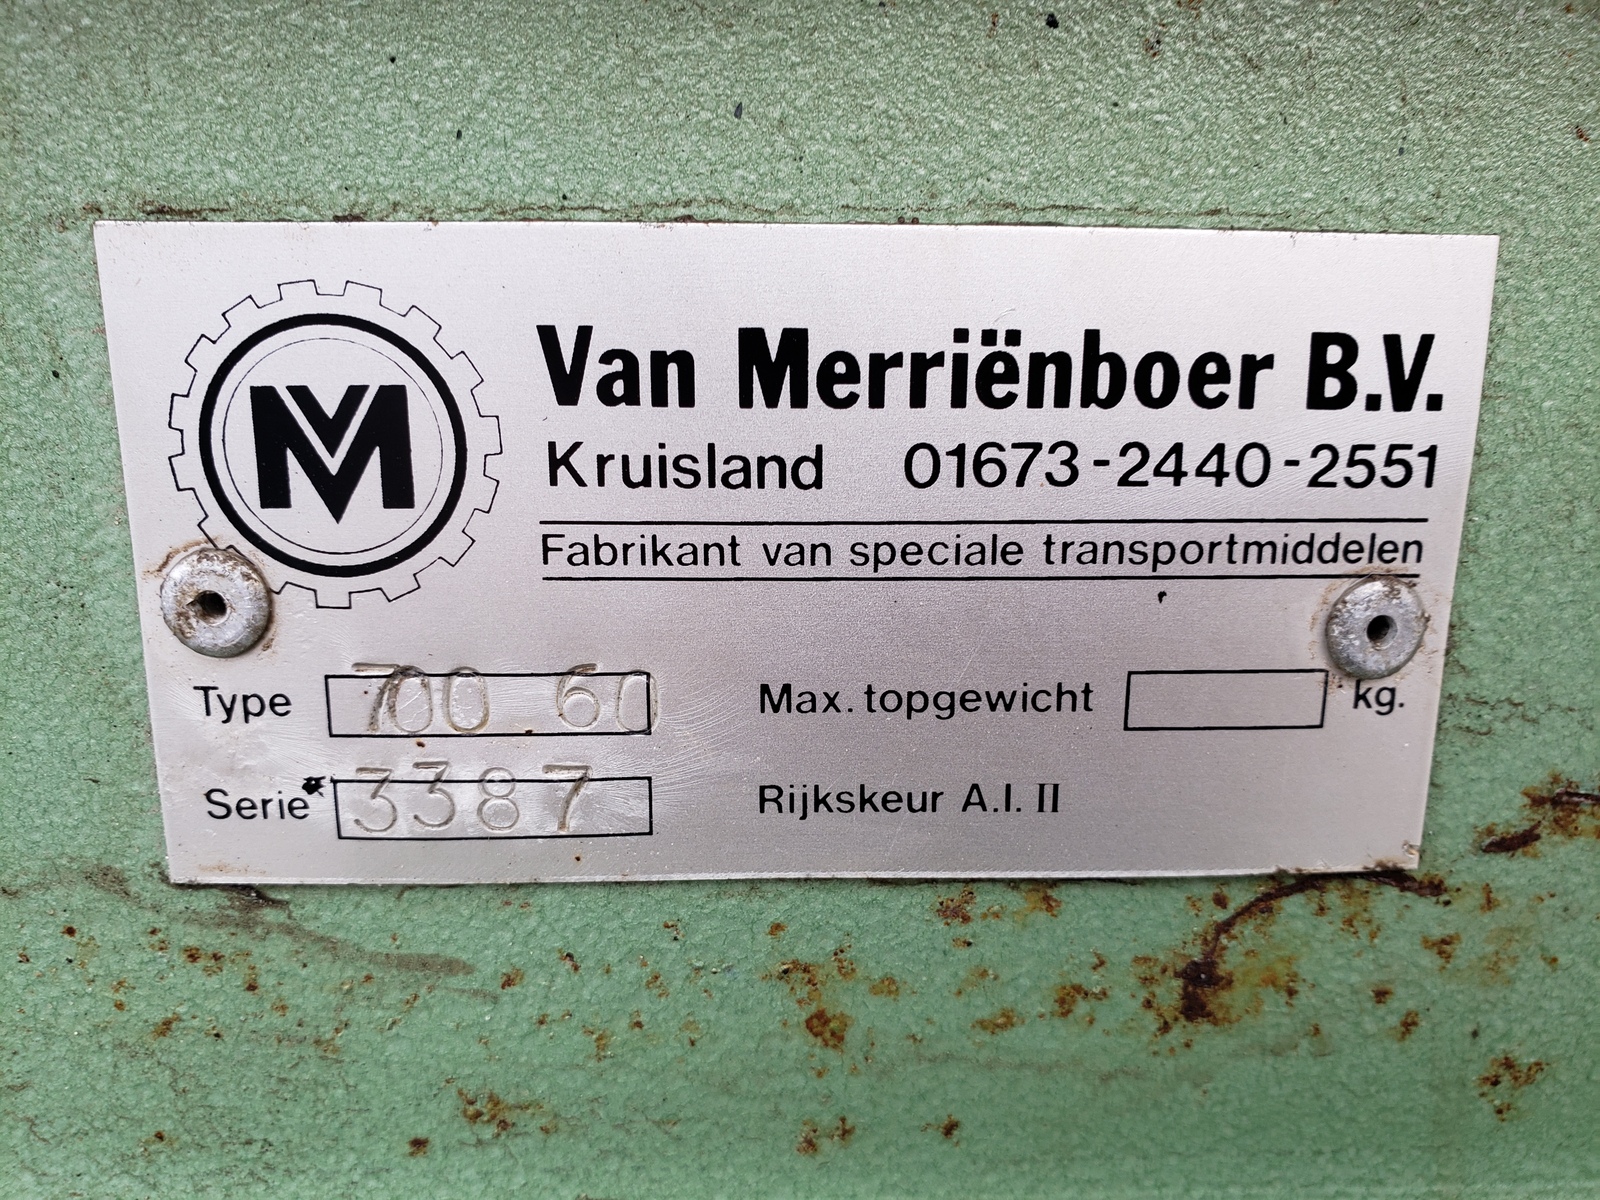 VM
Van Merriënboer B.V.
Kruisland 01673-2440-2551
Fabrikant van speciale transportmiddelen
Type 700 60
Max. topgewicht kg.
Serie 3387
Rijkskeur A.I. II